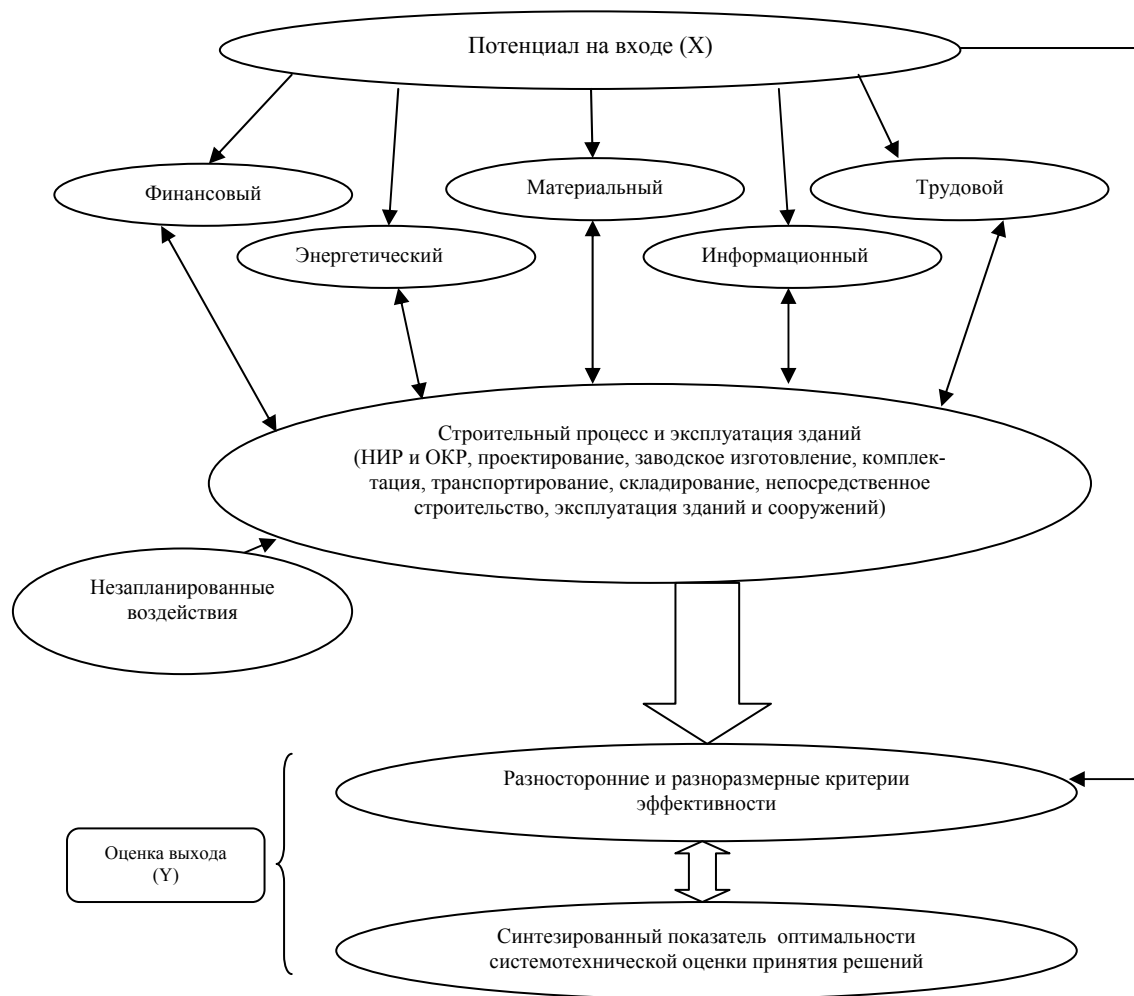 Потенциал на входе (X)
Финансовый
Материальный
Трудовой
Энергетический
Информационный
Строительный процесс и эксплуатация зданий
(НИР и ОКР, проектирование, заводское изготовление, комплек-
тация, транспортирование, складирование, непосредственное
строительство, эксплуатация зданий и сооружений)
Незапланированные
воздействия
Разносторонние и разноразмерные критерии
эффективности
Оценка выхода
(Y)
Синтезированный показатель оптимальности
системотехнической оценки принятия решений